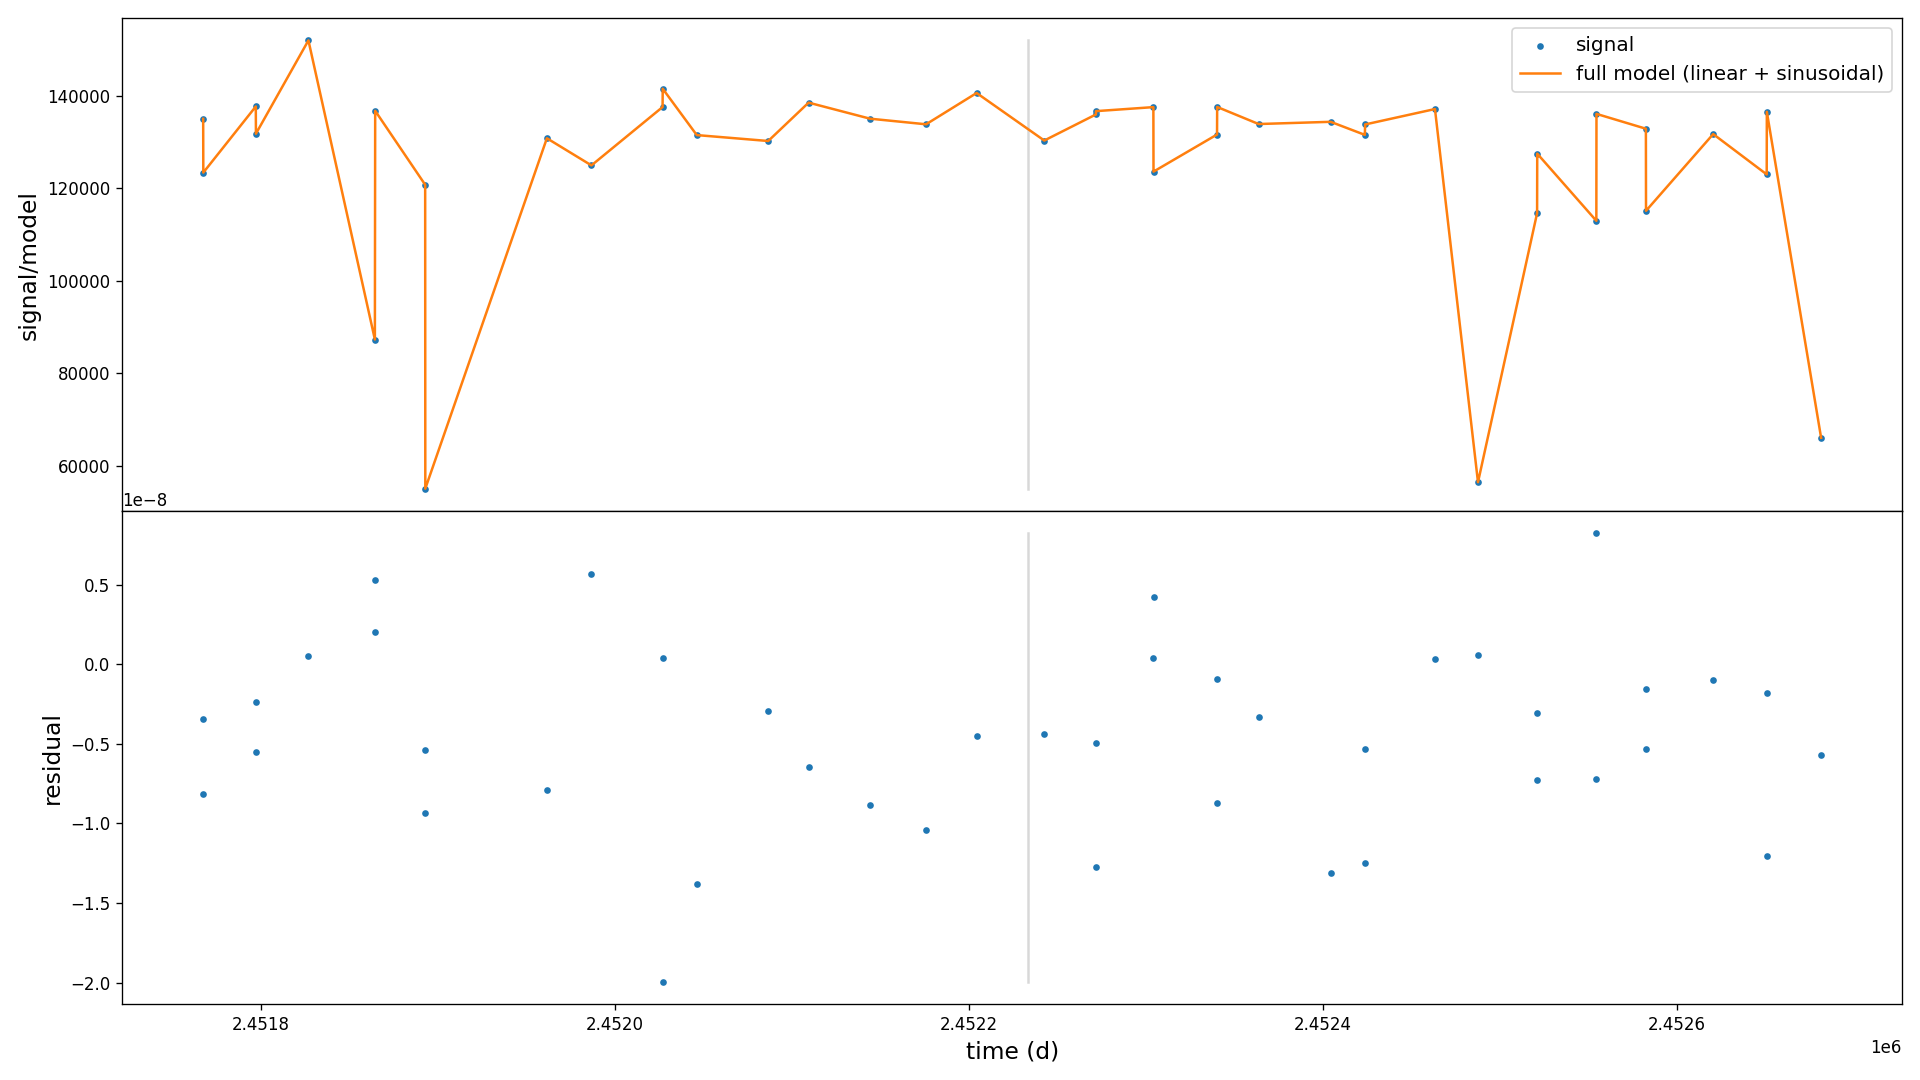 signal
full model (linear + sinusoidal)
140000
120000
100000
80000
60000
signal/model
1e−8
0.5
0.0
−0.5
−1.0
−1.5
−2.0
residual
2.4518
2.4520
2.4522
2.4524
2.4526
1e6
time (d)